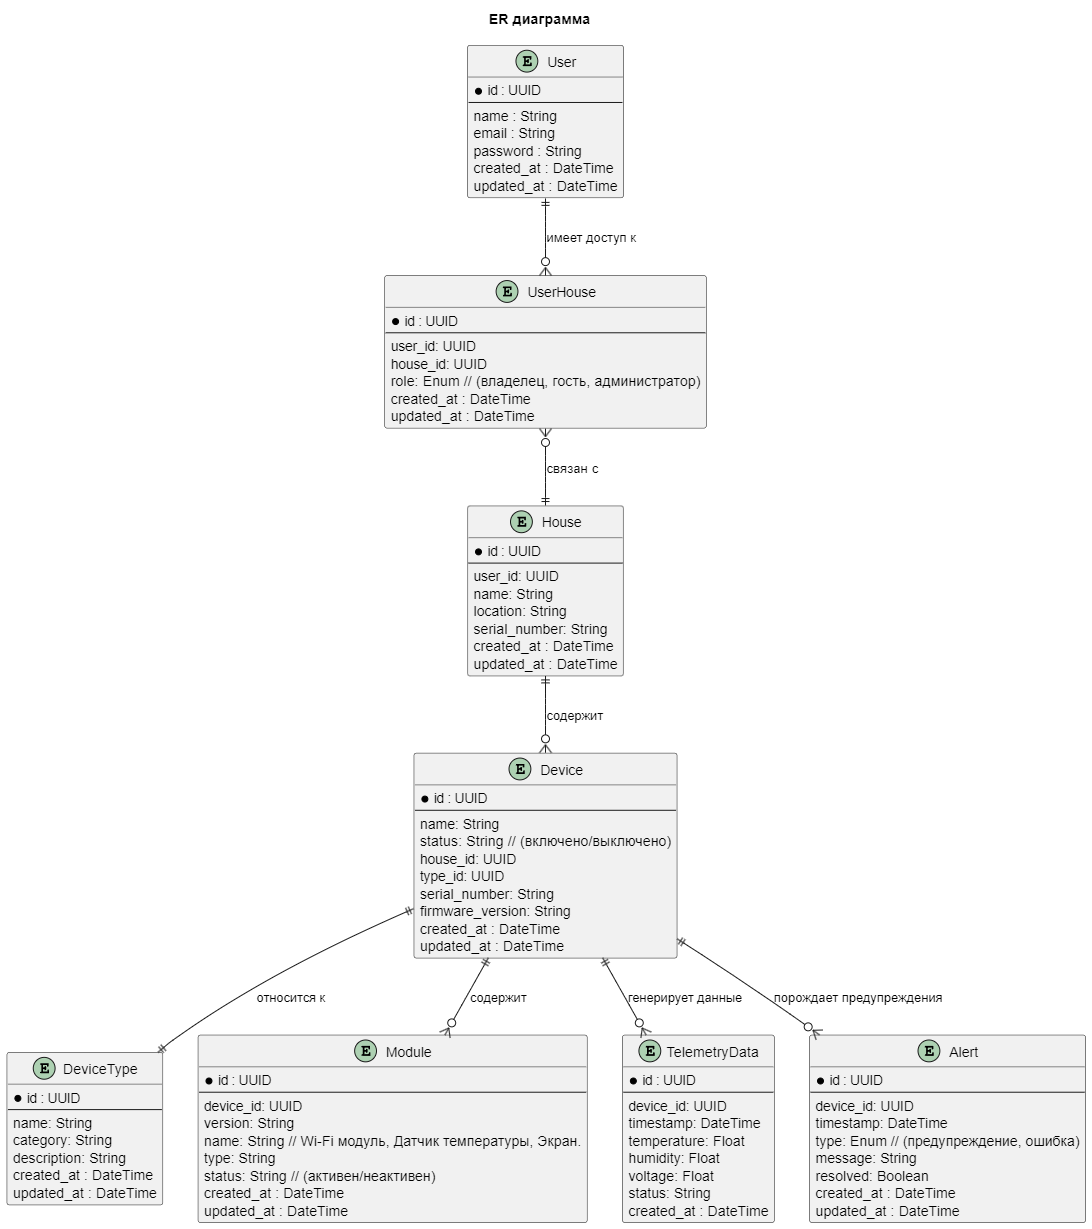 ER диаграмма
E User
id : UUID
name : String
email : String
password : String
created_at : DateTime
updated_at : DateTime
имеет доступ к
E UserHouse
id : UUID
user_id: UUID
house_id: UUID
role: Enum // (владелец, гость, администратор)
created_at : DateTime
updated_at : DateTime
связан с
E House
id : UUID
user_id: UUID
name: String
location: String
serial_number: String
created_at : DateTime
updated_at : DateTime
содержит
E Device
id : UUID
name: String
status: String // (включено/выключено)
house_id: UUID
type_id: UUID
serial_number: String
firmware_version: String
created_at : DateTime
updated_at : DateTime
относится к
содержит
генерирует данные
порождает предупреждения
E DeviceType
id : UUID
name: String
category: String
description: String
created_at : DateTime
updated_at : DateTime
E Module
id : UUID
device_id: UUID
version: String
name: String // Wi-Fi модуль, Датчик температуры, Экран.
type: String
status: String // (активен/неактивен)
created_at : DateTime
updated_at : DateTime
E TelemetryData
id : UUID
device_id: UUID
timestamp: DateTime
temperature: Float
humidity: Float
voltage: Float
status: String
created_at : DateTime
E Alert
id : UUID
device_id: UUID
timestamp: DateTime
type: Enum // (предупреждение, ошибка)
message: String
resolved: Boolean
created_at : DateTime
updated_at : DateTime